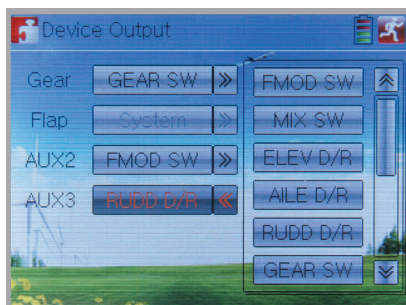 Device Output
Gear GEAR SW
Flap System
AUX2 FMOD SW
AUX3 RUDD D/R
FMOD SW
MIX SW
ELEV D/R
AILE D/R
RUDD D/R
GEAR SW